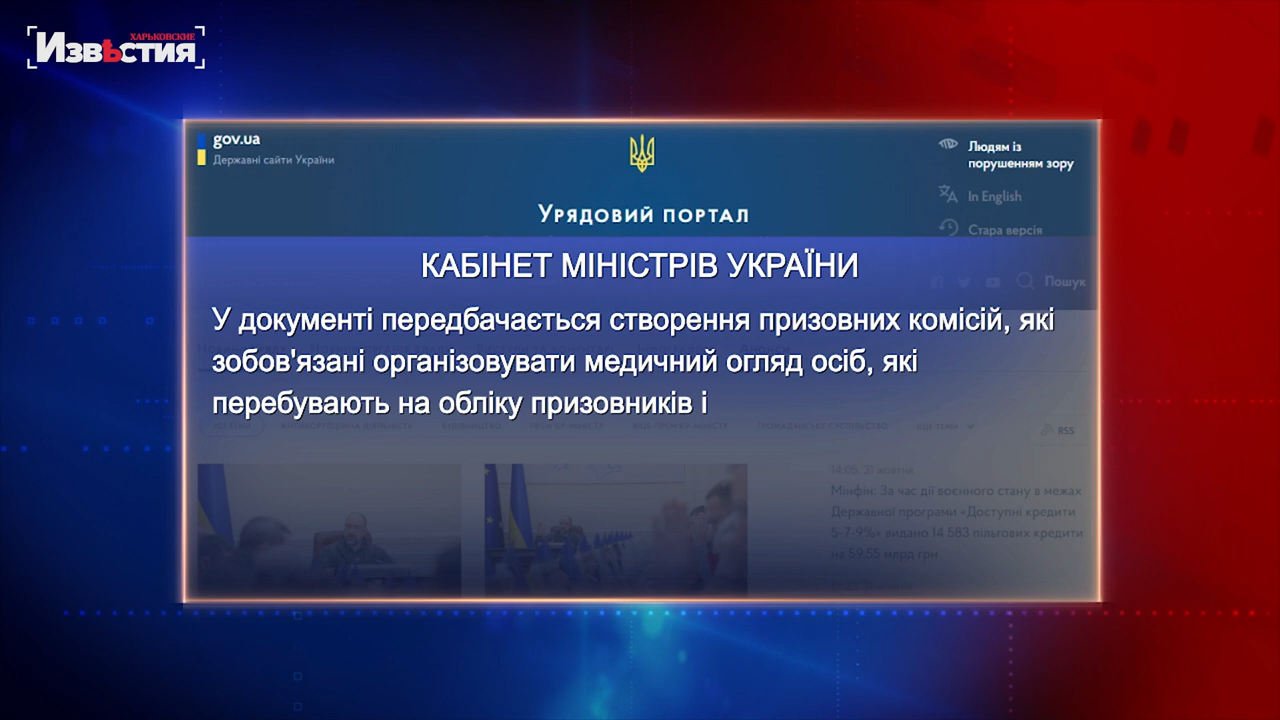 ХАРЬКОВСКИЕ
ИзвѢстия
gov.ua
Державні сайти України
Людям із
порушенням зору
In English
Урядовий портал
Стара версія
КАБІНЕТ МІНІСТРІВ УКРАЇНИ
Пошук
У документі передбачається створення призовних комісій, які
зобов'язані організовувати медичний огляд осіб, які
перебувають на обліку призовників і
RSS
14:05, 31 жовтня
Мінфін: За час дії воєнного стану в межах
Державної програми «Доступні кредити
5-7-9%» видано 14 583 пільгових кредити
на 59,55 млрд грн.